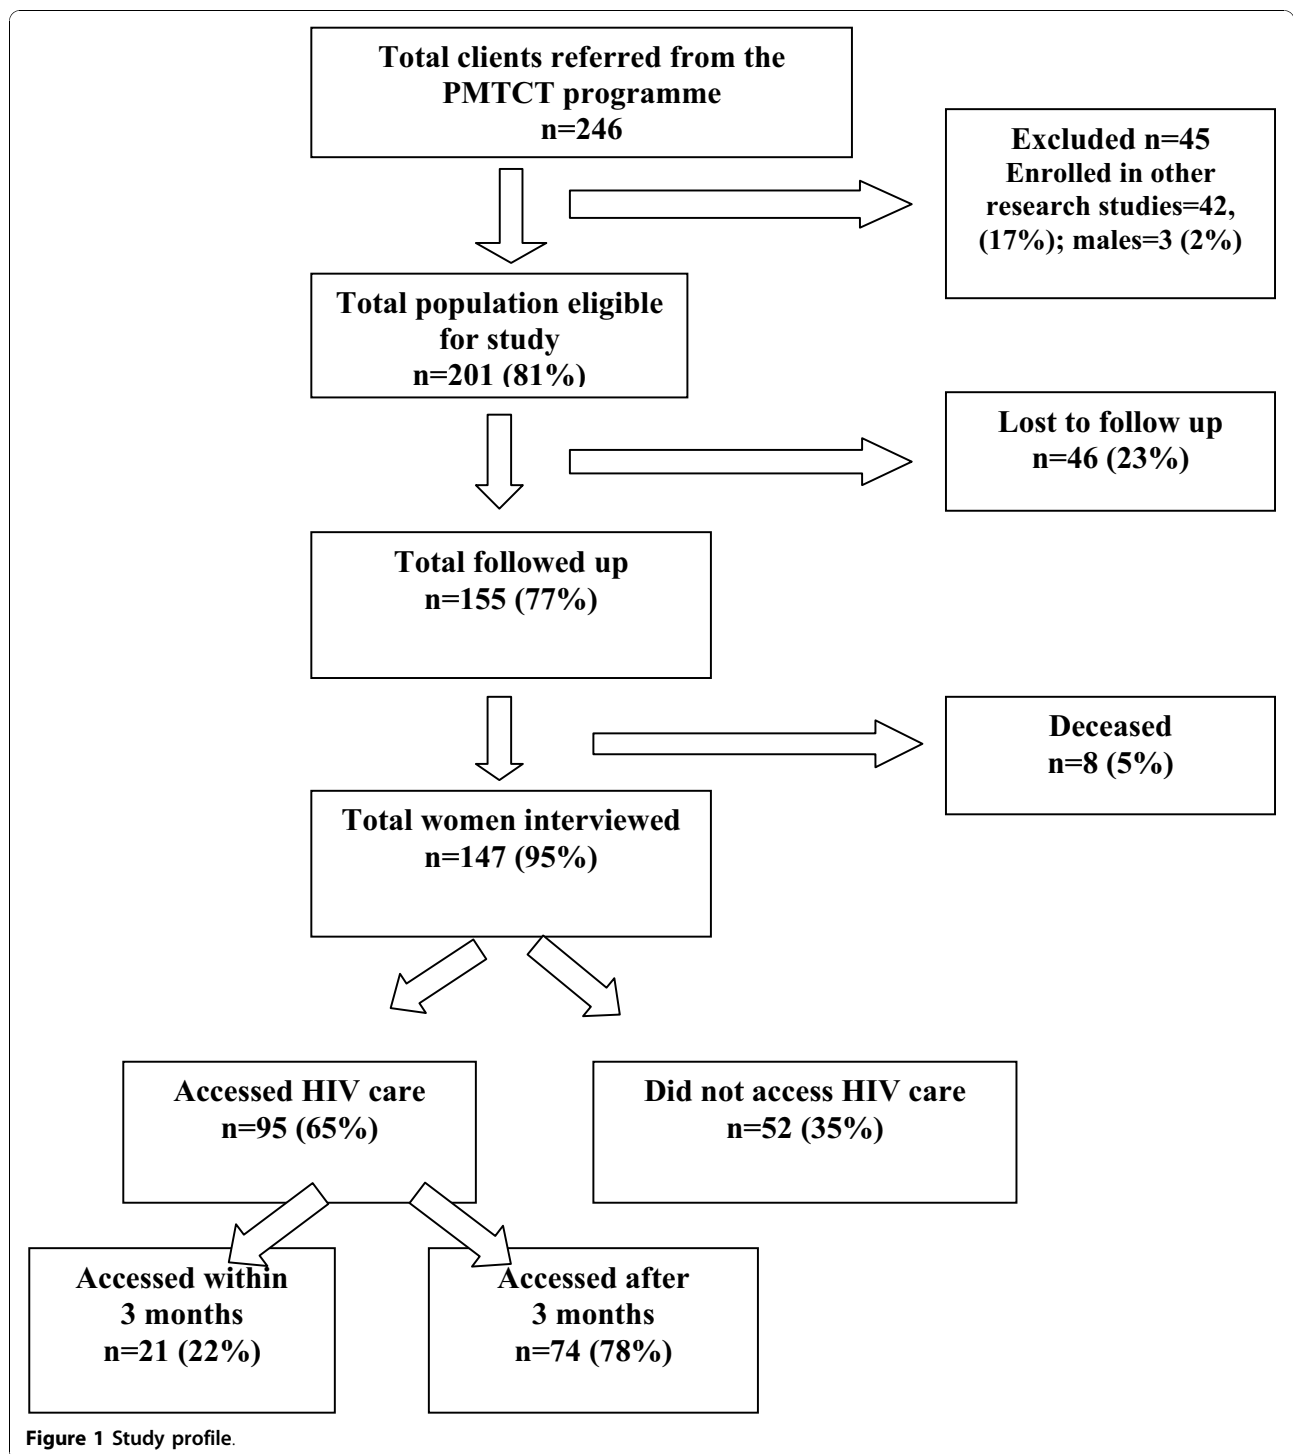 Total clients referred from the
PMTCT programme
n=246
Excluded n=45
Enrolled in other
research studies=42,
(17%); males=3 (2%)
Total population eligible
for study
n=201 (81%)
Lost to follow up
n=46 (23%)
Total followed up
n=155 (77%)
Deceased
n=8 (5%)
Total women interviewed
n=147 (95%)
Accessed HIV care
n=95 (65%)
Did not access HIV care
n=52 (35%)
Accessed within
3 months
n=21 (22%)
Accessed after
3 months
n=74 (78%)
Figure 1 Study profile.